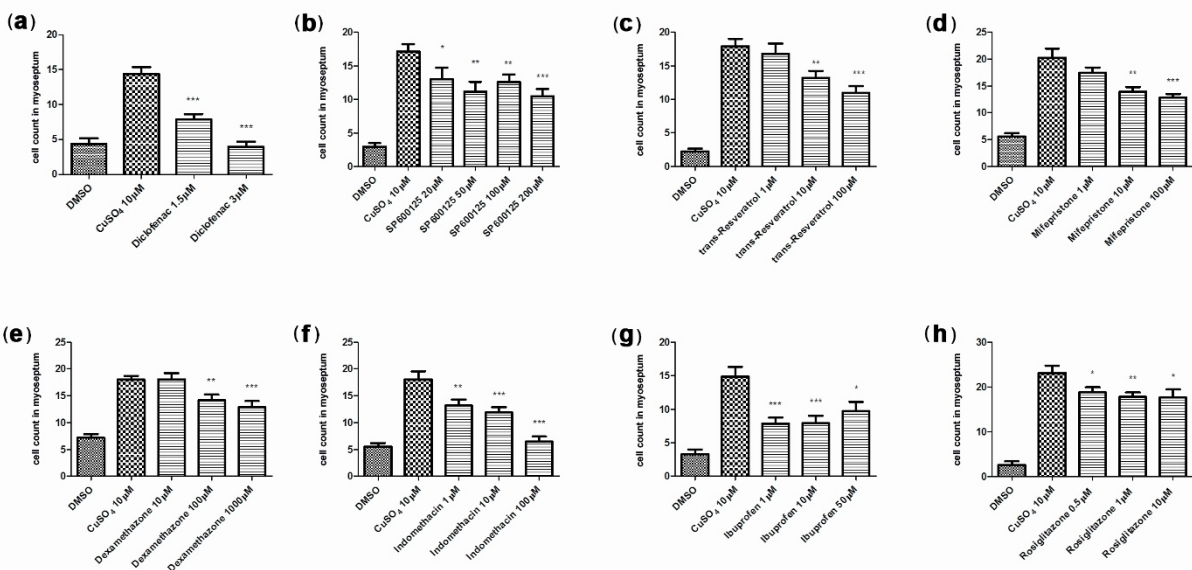 (a)
cell count in myoseptum
20
15
10
5
0
***
***
DMSO
CuSO4 10µM
Diclofenac 1.5µM
Diclofenac 3µM
(b)
cell count in myoseptum
20
15
10
5
0
*
**
**
***
DMSO
CuSO4 10µM
SP600125 20µM
SP600125 50µM
SP600125 100µM
SP600125 200µM
(c)
cell count in myoseptum
20
15
10
5
0
**
***
DMSO
CuSO4 10µM
trans-Resveratrol 1µM
trans-Resveratrol 10µM
trans-Resveratrol 100µM
(d)
cell count in myoseptum
25
20
15
10
5
0
**
***
DMSO
CuSO4 10µM
Mifepristone 1µM
Mifepristone 10µM
Mifepristone 100µM
(e)
cell count in myoseptum
25
20
15
10
5
0
**
***
DMSO
CuSO4 10µM
Dexamethazone 10µM
Dexamethazone 100µM
Dexamethazone 1000µM
(f)
cell count in myoseptum
25
20
15
10
5
0
**
***
***
DMSO
CuSO4 10µM
Indomethacin 1µM
Indomethacin 10µM
Indomethacin 100µM
(g)
cell count in myoseptum
20
15
10
5
0
***
***
*
DMSO
CuSO4 10µM
Ibuprofen 1µM
Ibuprofen 10µM
Ibuprofen 50µM
(h)
cell count in myoseptum
30
20
10
0
*
**
*
DMSO
CuSO4 10µM
Rosiglitazone 0.5µM
Rosiglitazone 1µM
Rosiglitazone 10µM